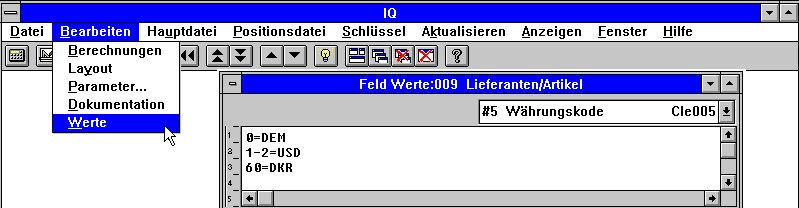 IQ
Datei Bearbeiten Hauptdatei Positionsdatei Schlüssel Aktualisieren Anzeigen Fenster Hilfe
Berechnungen
Layout
Parameter...
Dokumentation
Werte
Feld Werte:009 Lieferanten/Artikel
#5 Währungskode Cle005
1 0=DEM
2 1-2=USD
3 60=DKR
4
5